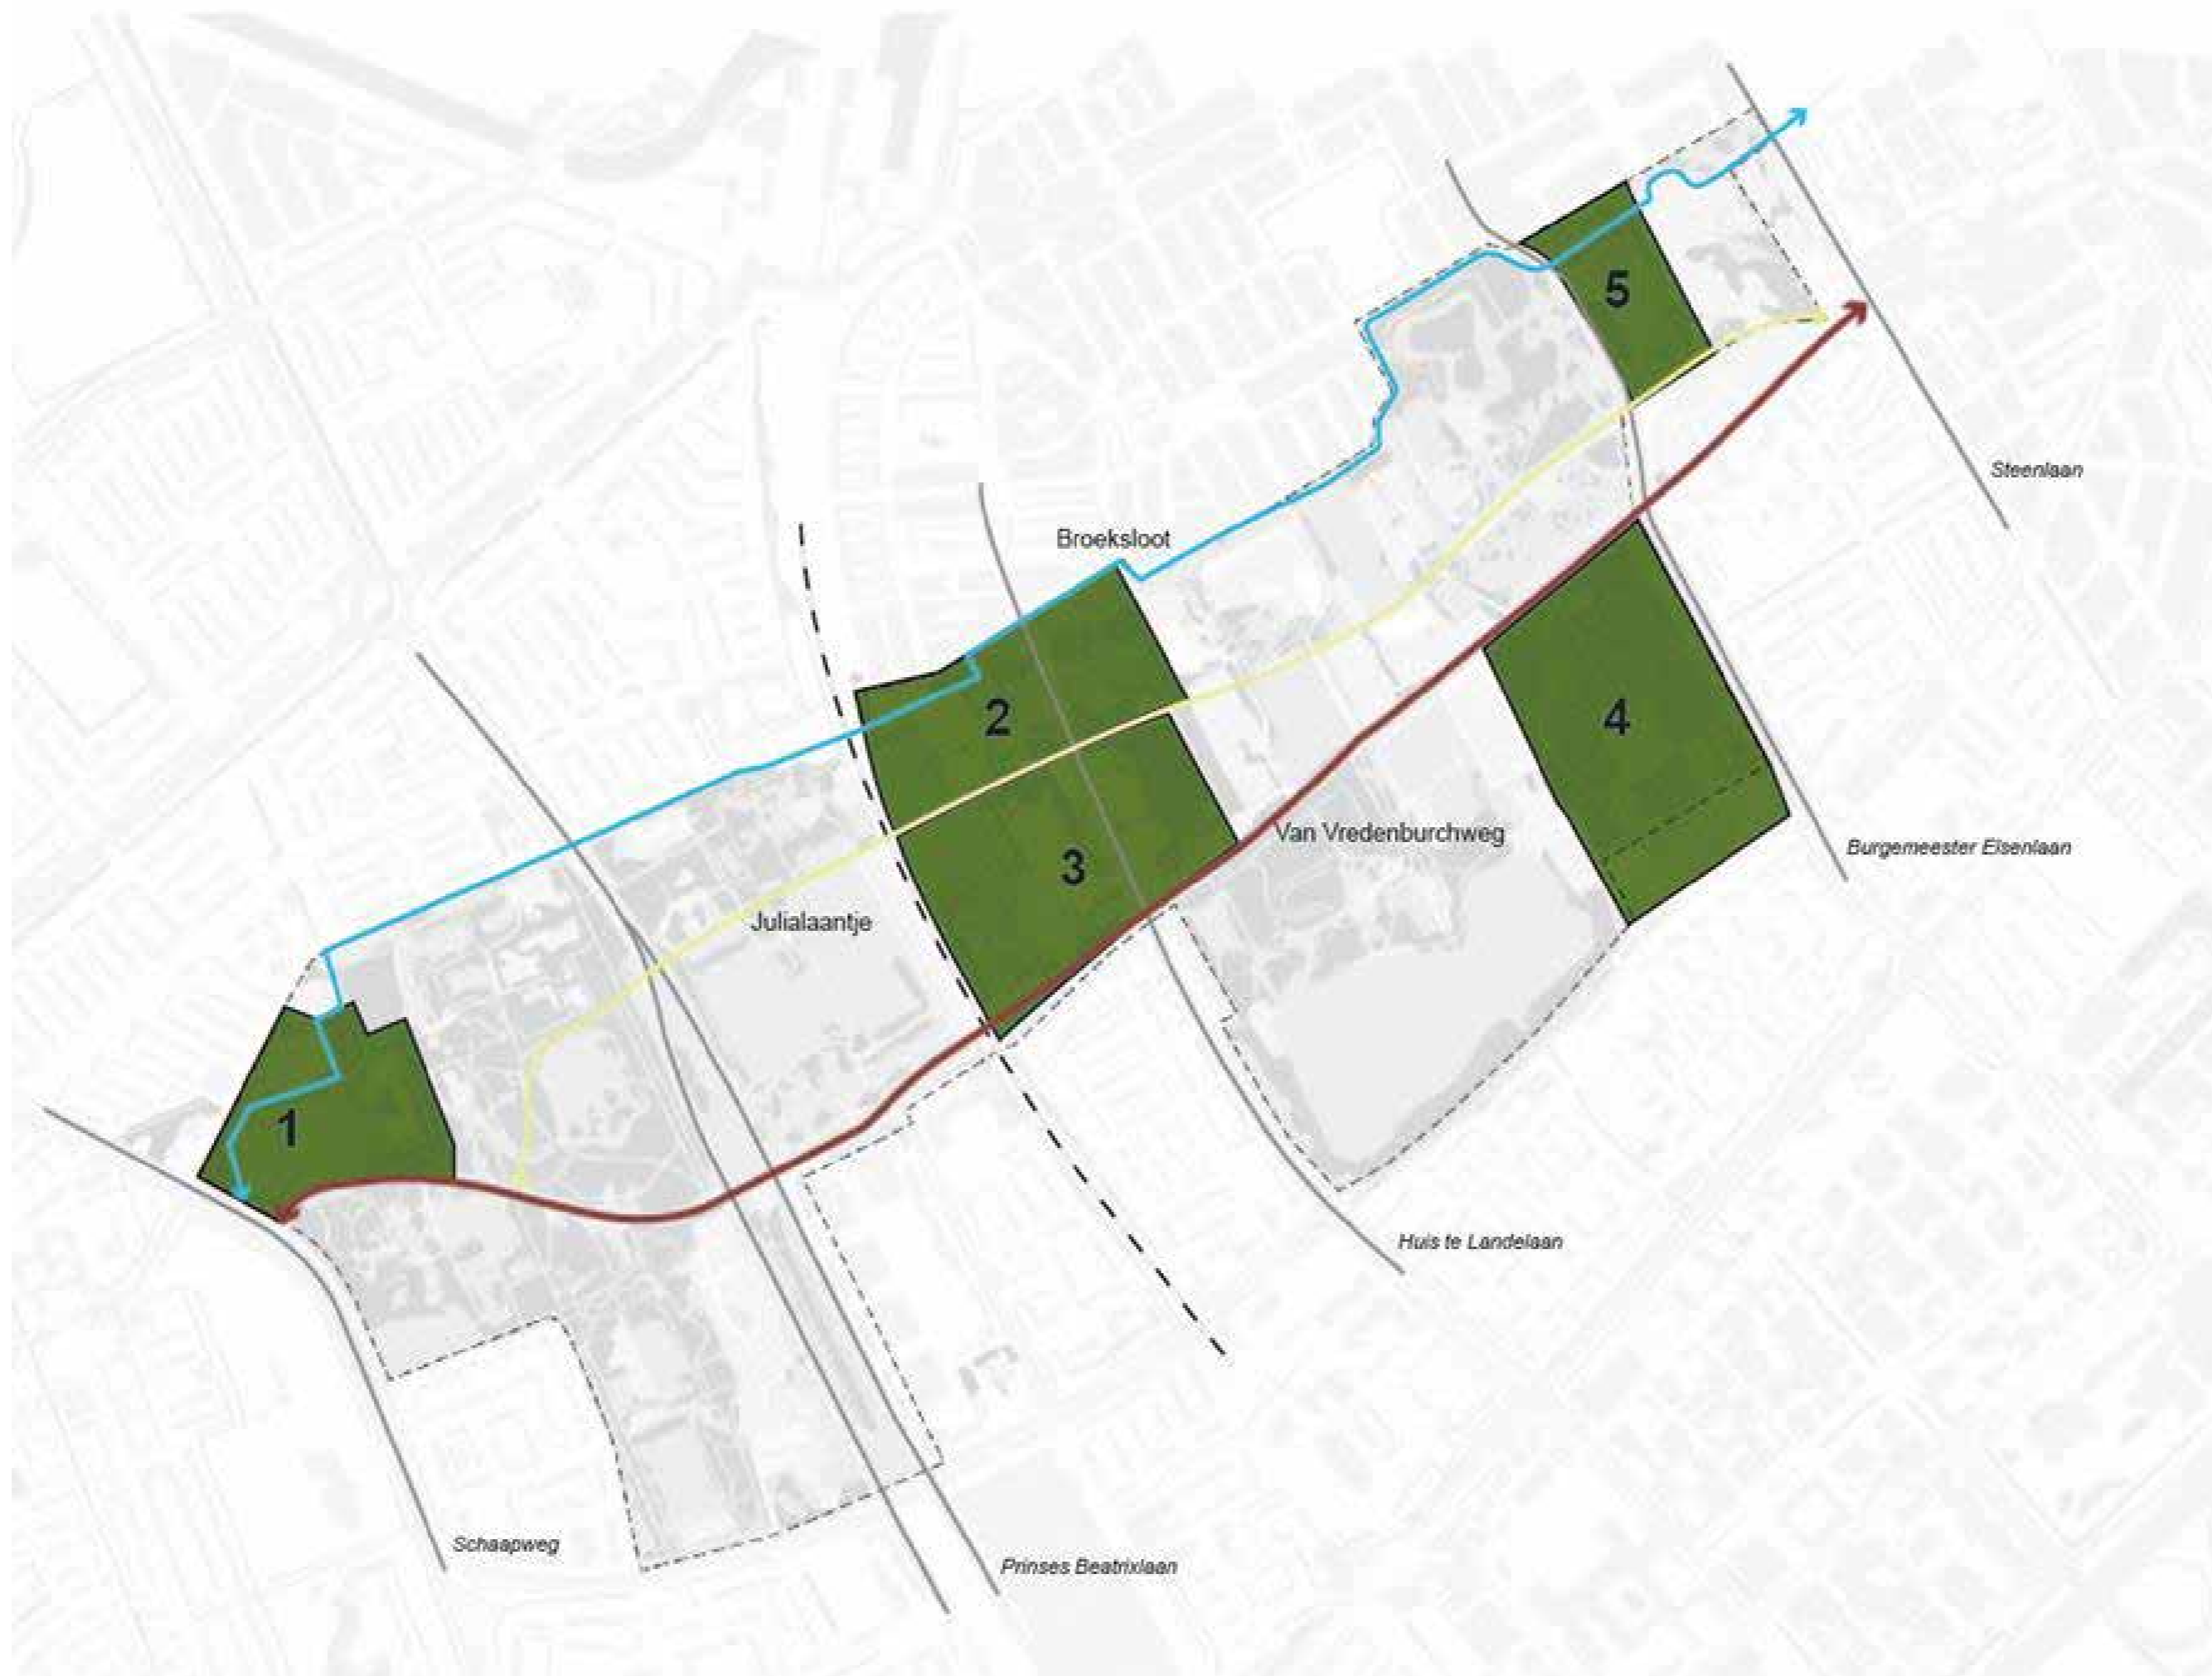 5
Steenlaan
Broeksloot
2
4
Van Vredenburchweg
Burgemeester Elsenlaan
3
Julialaantje
1
Huis te Landelaan
Schaapweg
Prinses Beatrixlaan